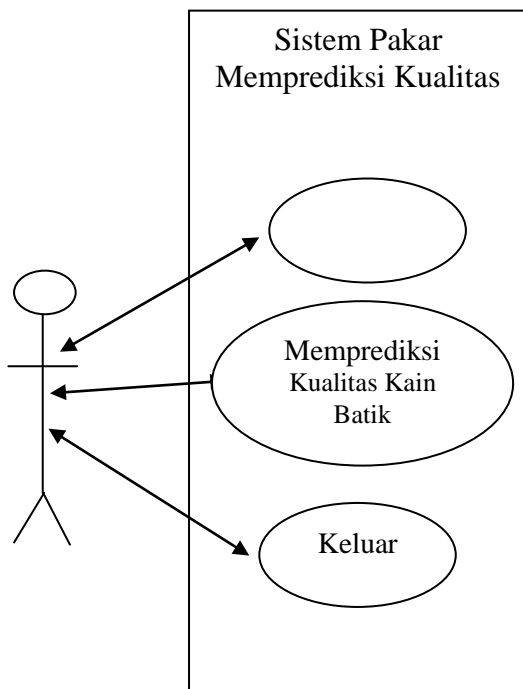 Sistem Pakar
Memprediksi Kualitas
Memprediksi
Kualitas Kain
Batik
Keluar